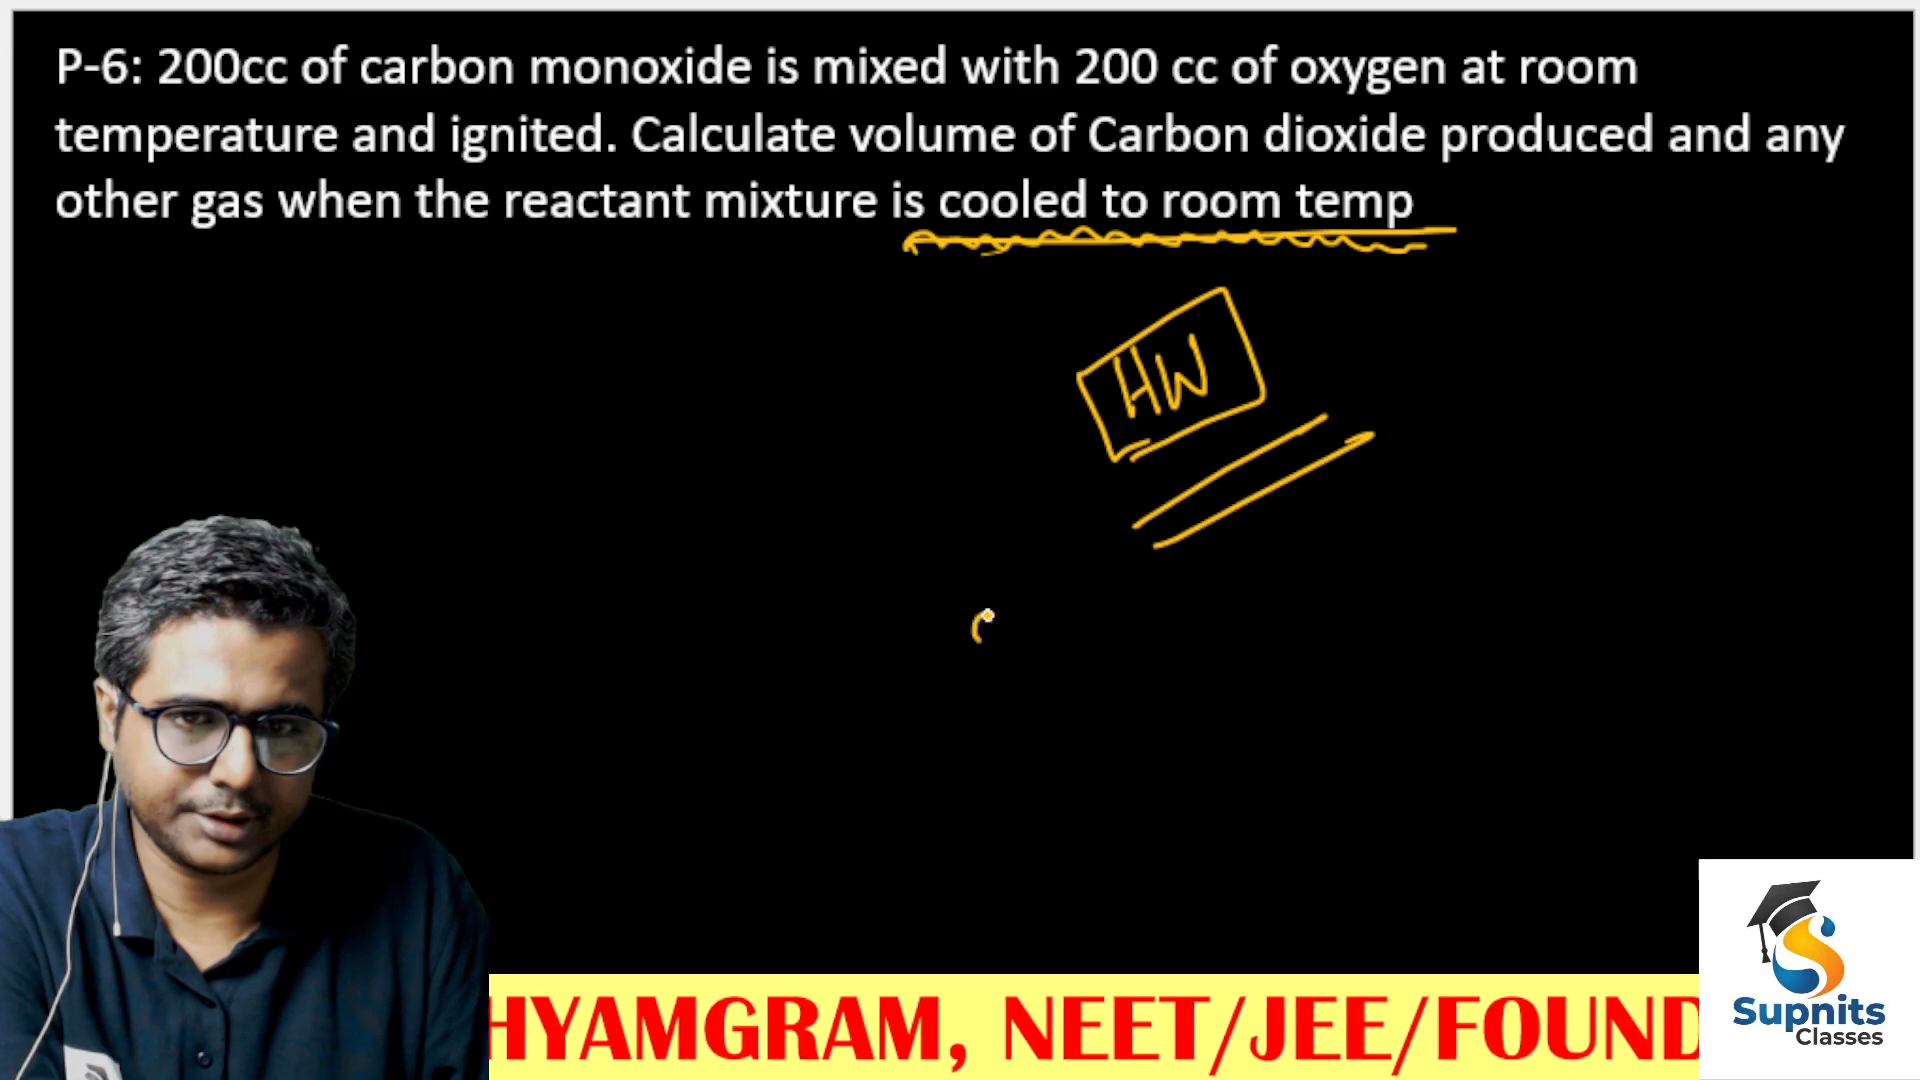 P-6: 200cc of carbon monoxide is mixed with 200 cc of oxygen at room
temperature and ignited. Calculate volume of Carbon dioxide produced and any
other gas when the reactant mixture is cooled to room temp
HW
HYAMGRAM, NEET/JEE/FOUND
Supnits
Classes